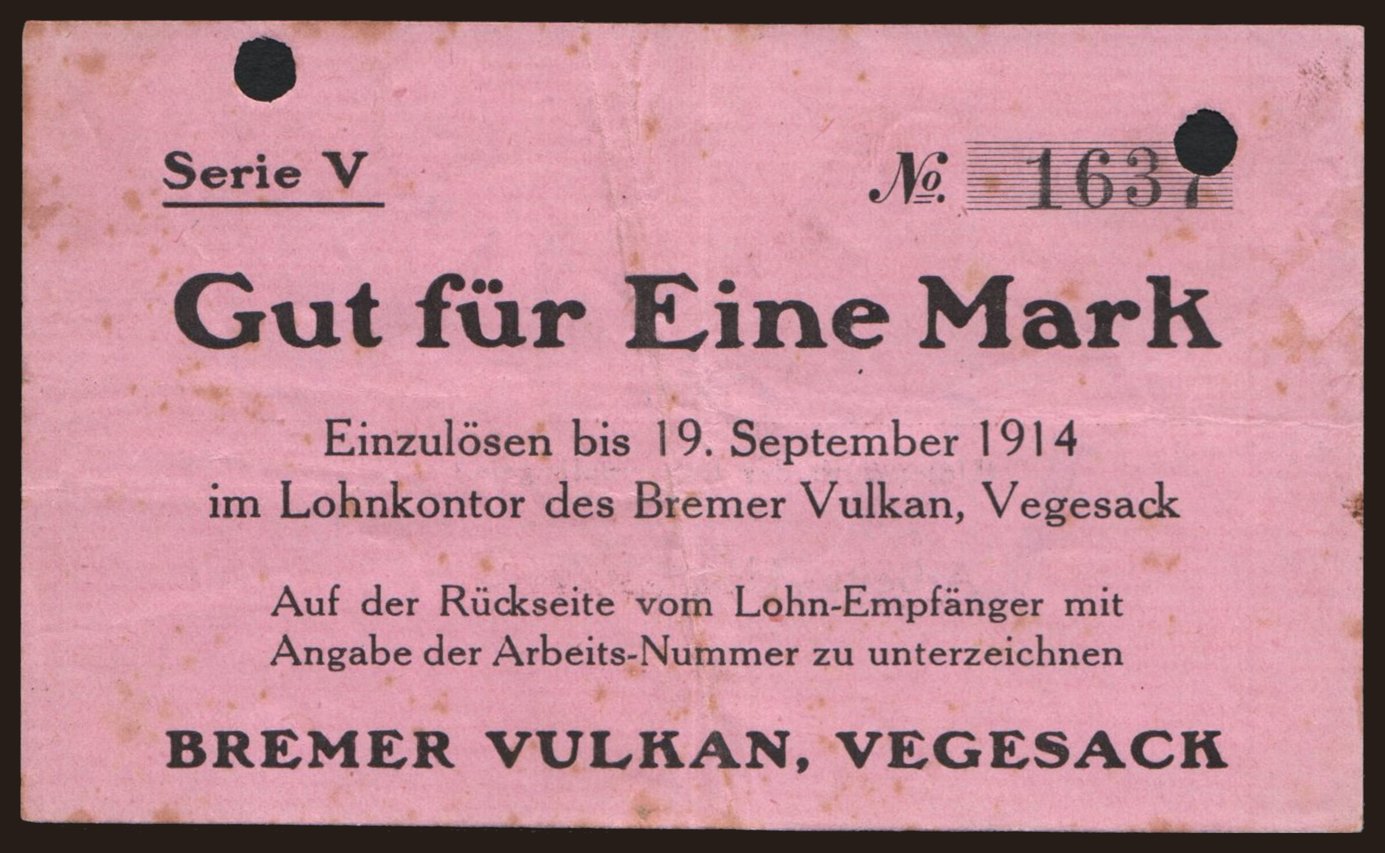 Serie V
No. 1637
Gut für Eine Mark
Einzulösen bis 19. September 1914
im Lohnkontor des Bremer Vulkan, Vegesack
Auf der Rückseite vom Lohn-Empfänger mit
Angabe der Arbeits-Nummer zu unterzeichnen
BREMER VULKAN, VEGESACK